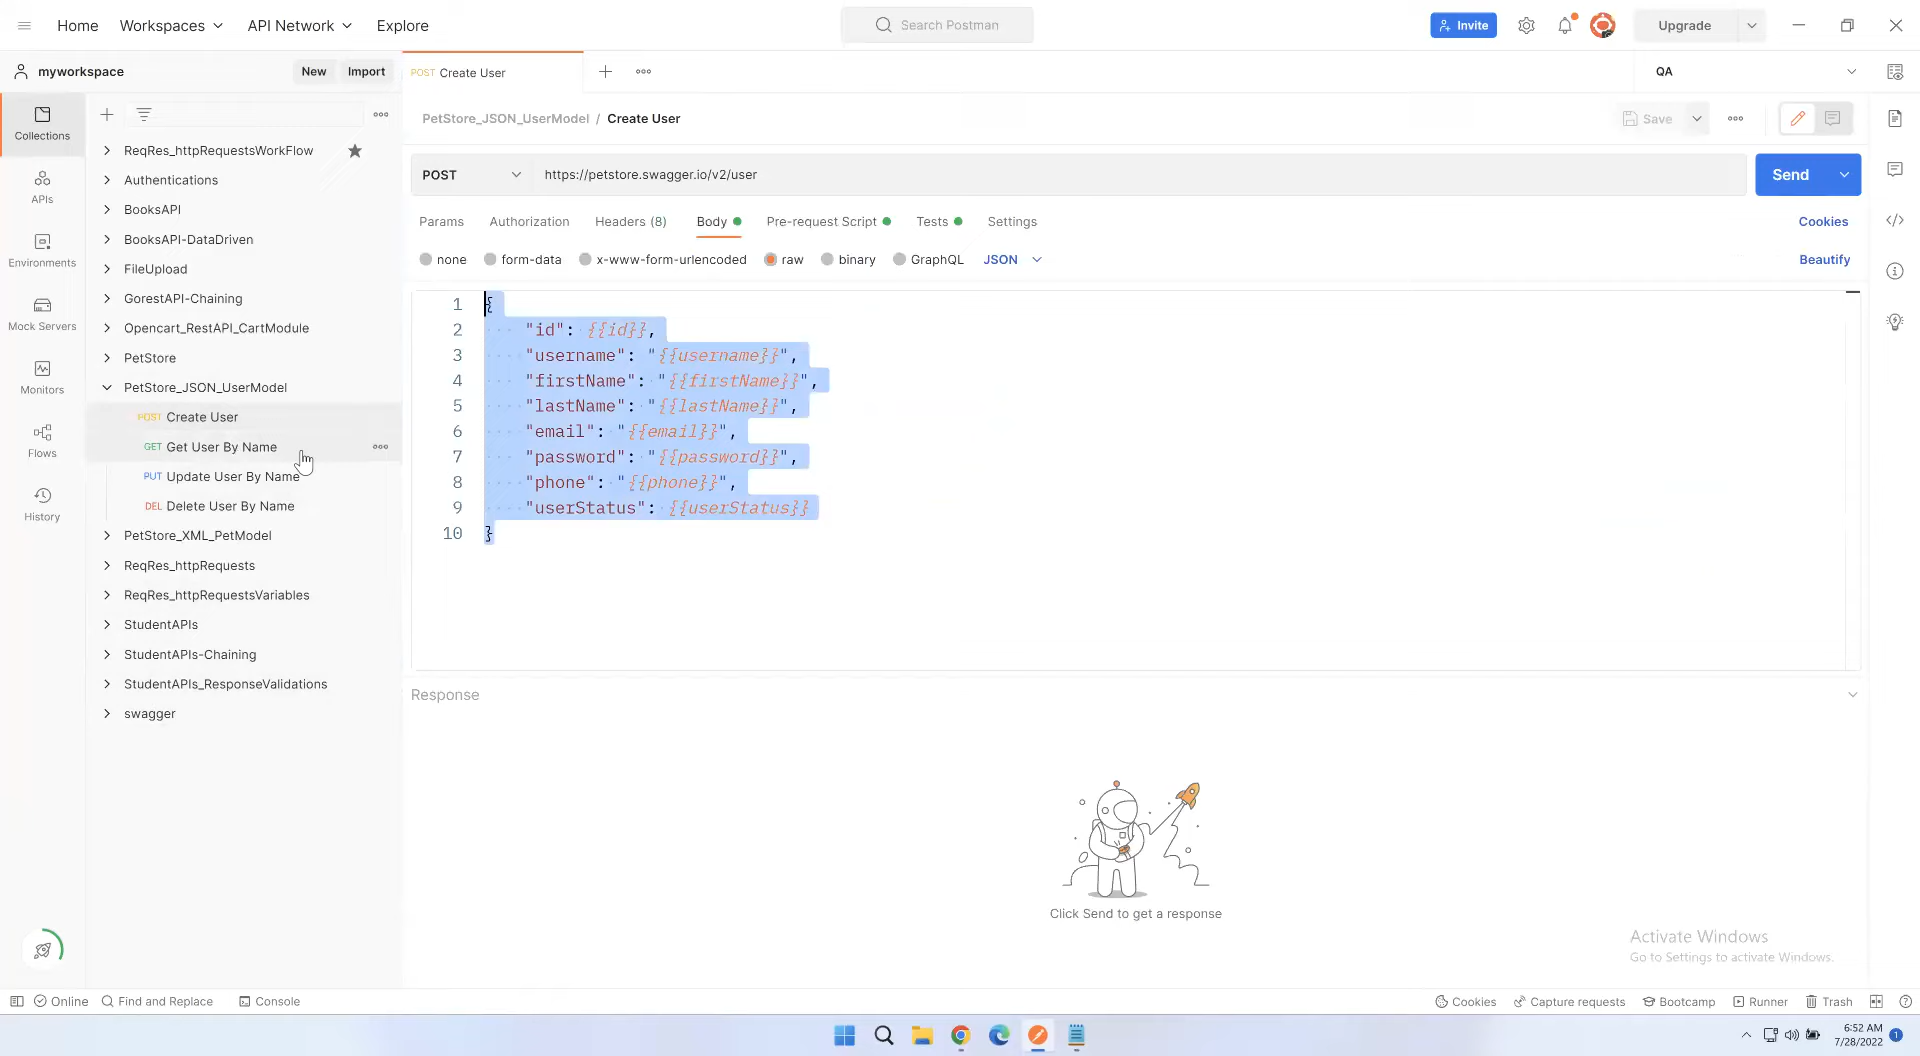 Home Workspaces API Network Explore Search Postman Invite Upgrade
myworkspace New Import POST Create User QA
PetStore_JSON_UserModel / Create User Save
POST https://petstore.swagger.io/v2/user Send
Params Authorization Headers (8) Body Pre-request Script Tests Settings Cookies
none form-data x-www-form-urlencoded raw binary GraphQL JSON Beautify
Collections
APIs
Environments
Mock Servers
Monitors
Flows
History
ReqRes_httpRequestsWorkFlow
Authentications
BooksAPI
BooksAPI-DataDriven
FileUpload
GorestAPI-Chaining
Opencart_RestAPI_CartModule
PetStore
PetStore_JSON_UserModel
POST Create User
GET Get User By Name
PUT Update User By Name
DEL Delete User By Name
PetStore_XML_PetModel
ReqRes_httpRequests
ReqRes_httpRequestsVariables
StudentAPIs
StudentAPIs-Chaining
StudentAPIs_ResponseValidations
swagger
1 {
2 "id": {{id}},
3 "username": "{{username}}",
4 "firstName": "{{firstName}}",
5 "lastName": "{{lastName}}",
6 "email": "{{email}}",
7 "password": "{{password}}",
8 "phone": "{{phone}}",
9 "userStatus": {{userStatus}}
10 }
Response
Click Send to get a response
Activate Windows
Go to Settings to activate Windows.
Online Find and Replace Console Cookies Capture requests Bootcamp Runner Trash
6:52 AM
7/28/2022 1